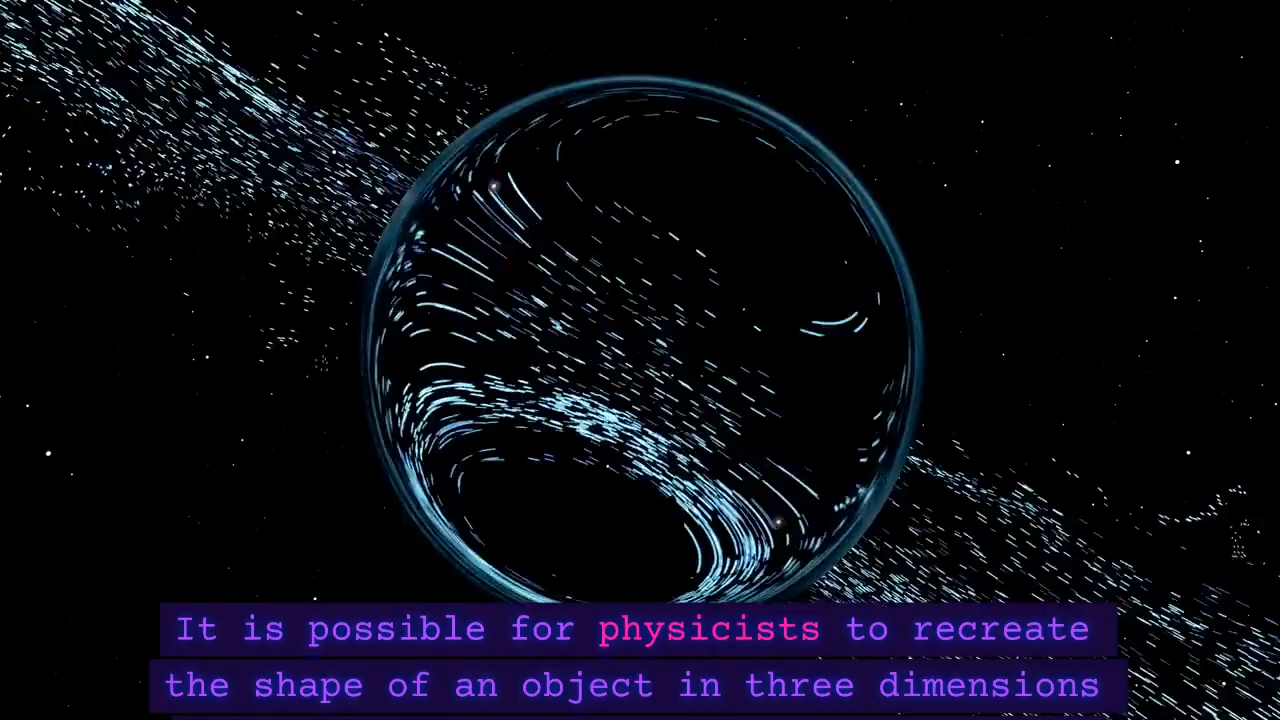 It is possible for physicists to recreate
the shape of an object in three dimensions